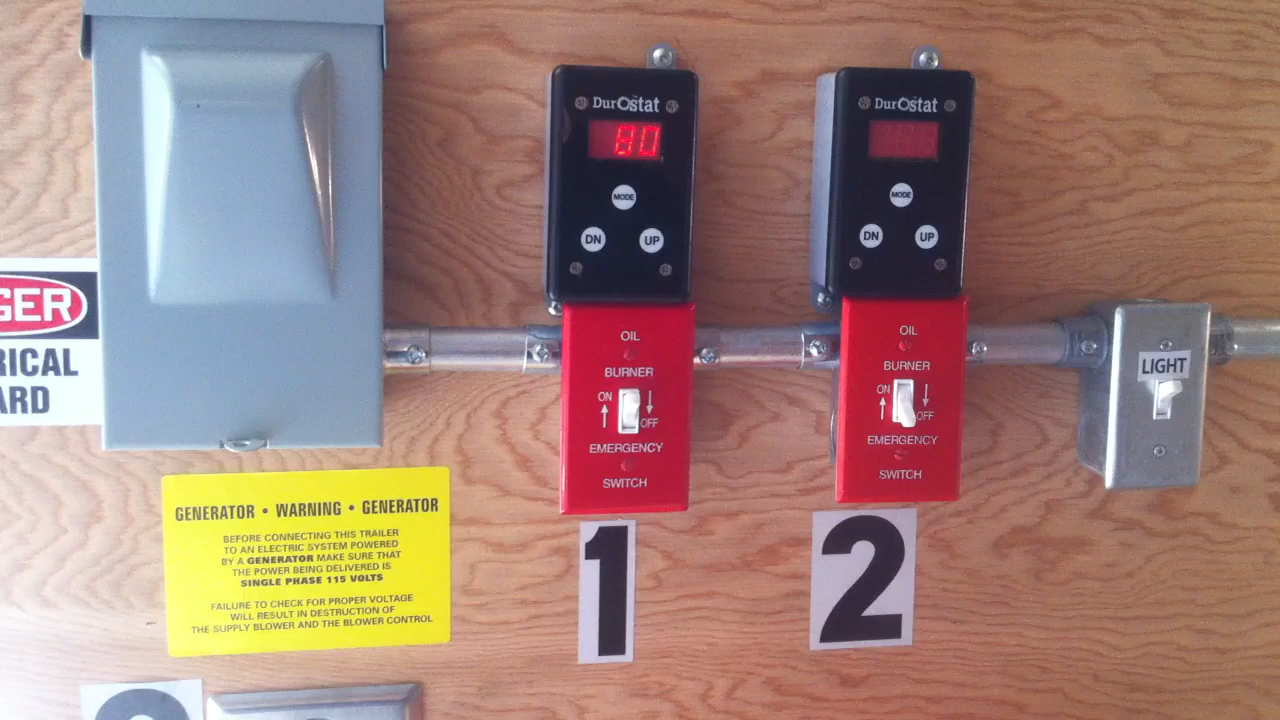 GER
RICAL
ARD
GENERATOR • WARNING • GENERATOR
BEFORE CONNECTING THIS TRAILER
TO AN ELECTRIC SYSTEM POWERED
BY A GENERATOR MAKE SURE THAT
THE POWER BEING DELIVERED IS
SINGLE PHASE 115 VOLTS
FAILURE TO CHECK FOR PROPER VOLTAGE
WILL RESULT IN DESTRUCTION OF
THE SUPPLY BLOWER AND THE BLOWER CONTROL
DurOstat
80
MODE
DN UP
OIL
BURNER
ON
OFF
EMERGENCY
SWITCH
1
DurOstat
MODE
DN UP
OIL
BURNER
ON
OFF
EMERGENCY
SWITCH
2
LIGHT